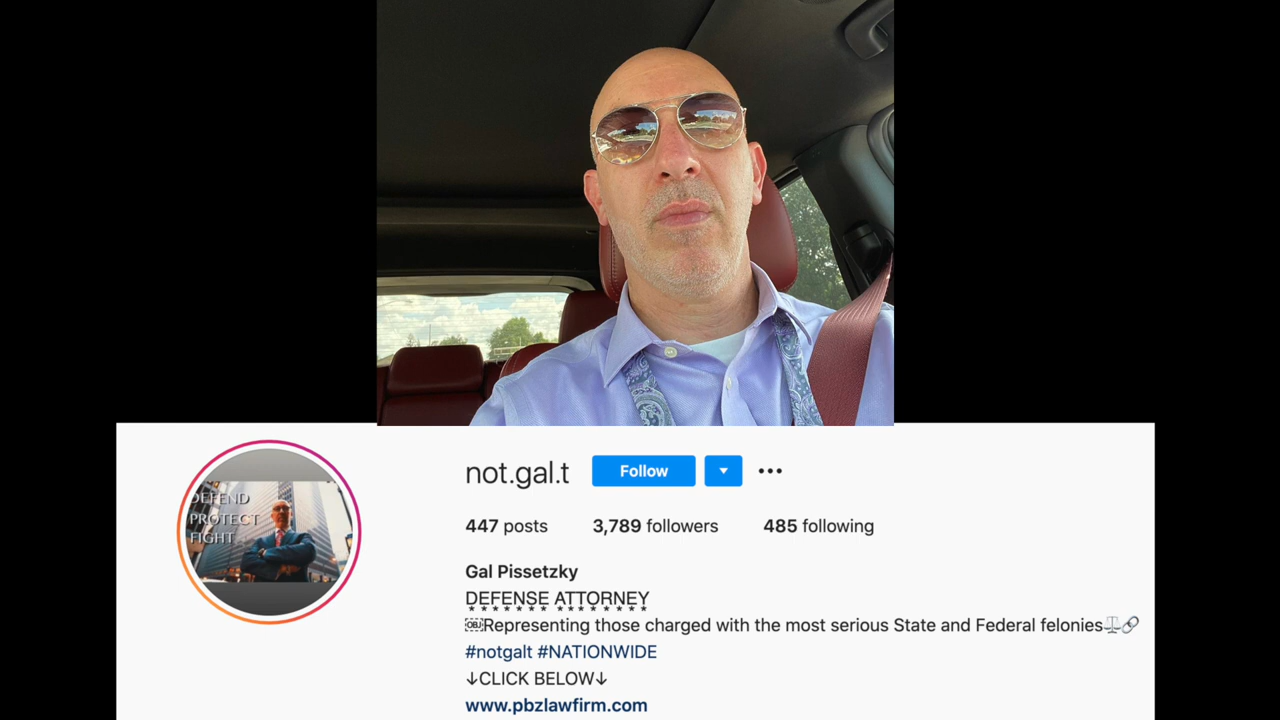 DEFEND
PROTECT
FIGHT
not.gal.t
Follow
447 posts 3,789 followers 485 following
Gal Pissetzky
DEFENSE ATTORNEY
OBJ Representing those charged with the most serious State and Federal felonies⚖️🔗
#notgalt #NATIONWIDE
↓CLICK BELOW↓
www.pbzlawfirm.com